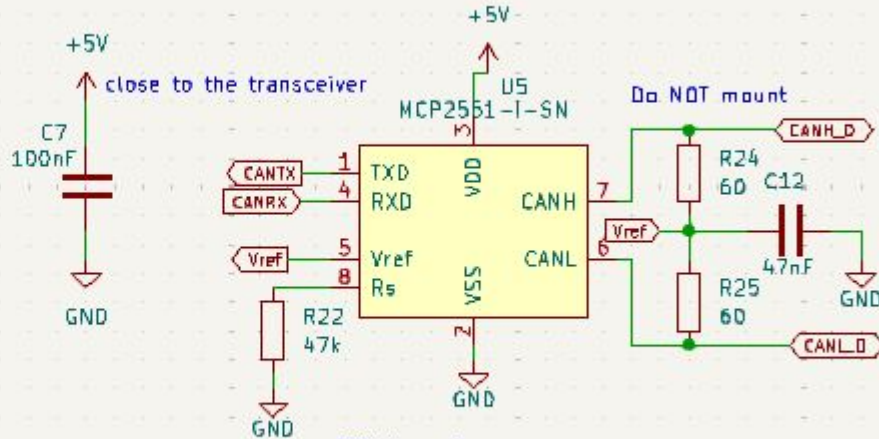 +5V
close to the transceiver
C7
100nF
GND
+5V
U5
MCP2551-I-SN
3
VDD
1
TXD
CANTX
4
RXD
CANRX
5
Vref
Vref
8
Rs
R22
47k
GND
VSS
2
GND
CANH
7
CANL
6
Do NOT mount
CANH_D
R24
60
C12
Vref
4.7nF
GND
R25
60
CANL_D